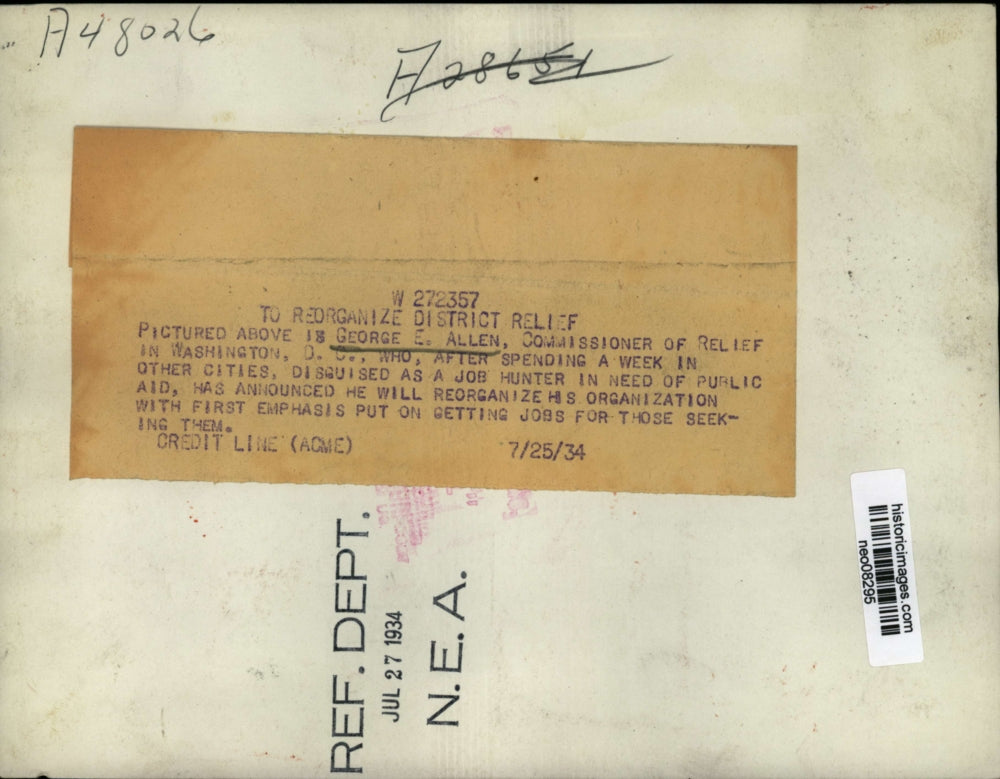 A48026
A28651
W 272357
TO REORGANIZE DISTRICT RELIEF
PICTURED ABOVE IS GEORGE E. ALLEN, COMMISSIONER OF RELIEF
IN WASHINGTON, D. C., WHO, AFTER SPENDING A WEEK IN
OTHER CITIES, DISGUISED AS A JOB HUNTER IN NEED OF PUBLIC
AID, HAS ANNOUNCED HE WILL REORGANIZE HIS ORGANIZATION
WITH FIRST EMPHASIS PUT ON GETTING JOBS FOR THOSE SEEK-
ING THEM.
CREDIT LINE (ACME) 7/25/34
REF. DEPT.
JUL 27 1934
N.E.A.
historicimages.com
neo08295